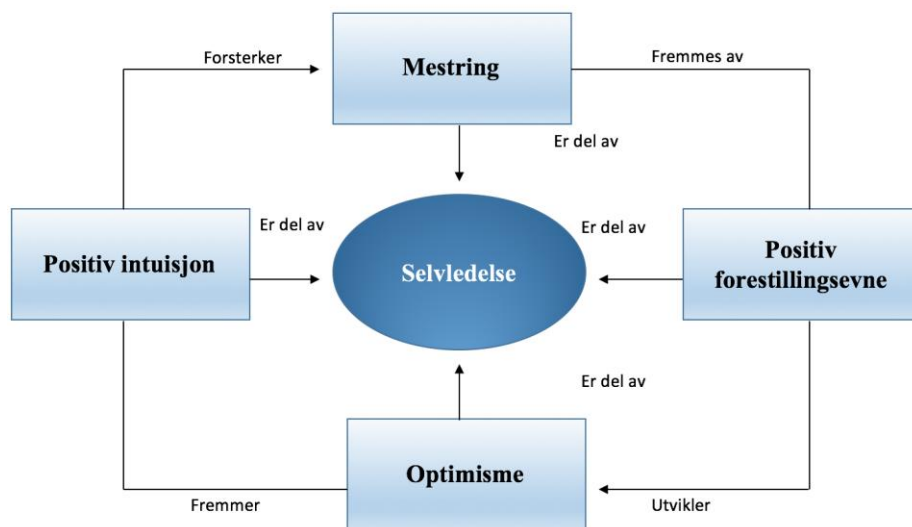 Forsterker
Mestring
Fremmes av
Er del av
Positiv intuisjon
Er del av
Selvledelse
Er del av
Positiv
forestillingsevne
Er del av
Optimisme
Fremmer
Utvikler